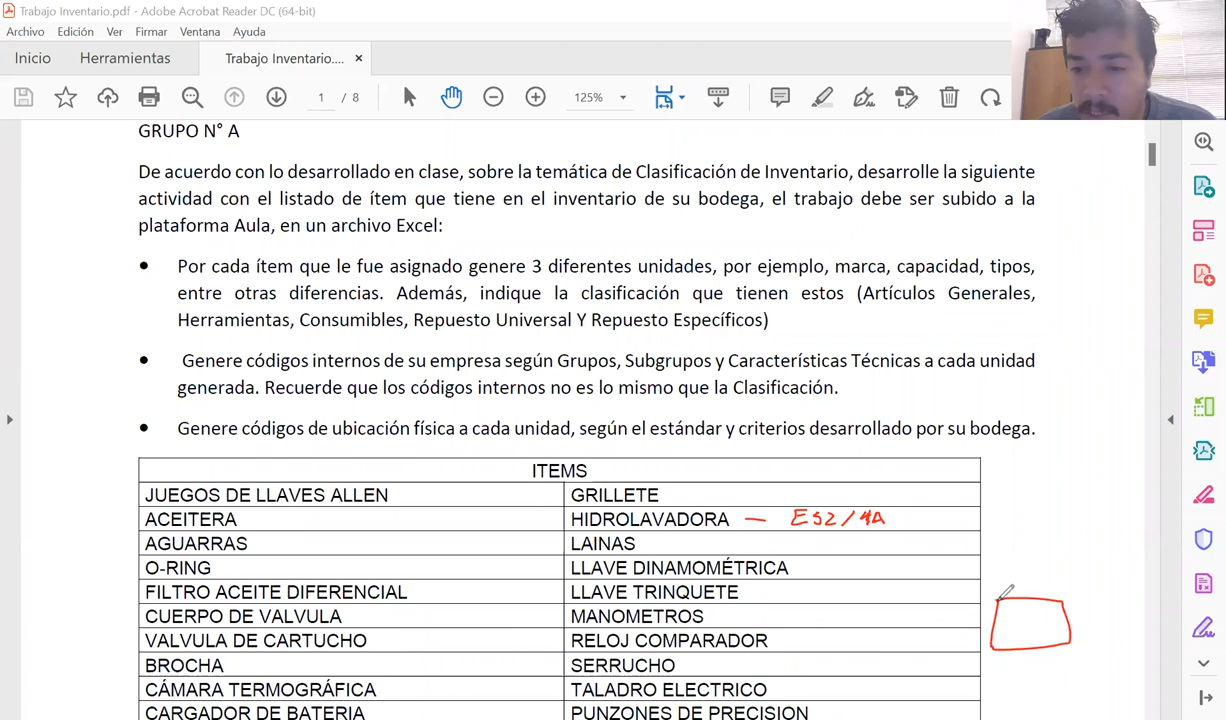 Trabajo Inventario.pdf - Adobe Acrobat Reader DC (64-bit)
Archivo Edición Ver Firmar Ventana Ayuda
Inicio Herramientas Trabajo Inventario.... ×
1 / 8 125%
GRUPO N° A
De acuerdo con lo desarrollado en clase, sobre la temática de Clasificación de Inventario, desarrolle la siguiente
actividad con el listado de ítem que tiene en el inventario de su bodega, el trabajo debe ser subido a la
plataforma Aula, en un archivo Excel:
● Por cada ítem que le fue asignado genere 3 diferentes unidades, por ejemplo, marca, capacidad, tipos,
entre otras diferencias. Además, indique la clasificación que tienen estos (Artículos Generales,
Herramientas, Consumibles, Repuesto Universal Y Repuesto Específicos)
● Genere códigos internos de su empresa según Grupos, Subgrupos y Características Técnicas a cada unidad
generada. Recuerde que los códigos internos no es lo mismo que la Clasificación.
● Genere códigos de ubicación física a cada unidad, según el estándar y criterios desarrollado por su bodega.
ITEMS
JUEGOS DE LLAVES ALLEN GRILLETE
ACEITERA HIDROLAVADORA — ES2/4A
AGUARRAS LAINAS
O-RING LLAVE DINAMOMÉTRICA
FILTRO ACEITE DIFERENCIAL LLAVE TRINQUETE
CUERPO DE VALVULA MANOMETROS
VALVULA DE CARTUCHO RELOJ COMPARADOR
BROCHA SERRUCHO
CÁMARA TERMOGRÁFICA TALADRO ELECTRICO
CARGADOR DE BATERIA PUNZONES DE PRECISION